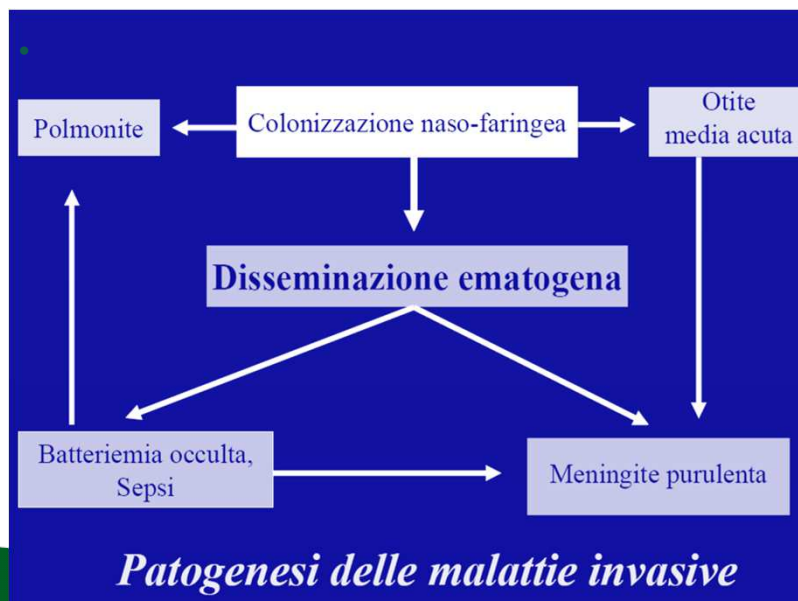 Polmonite
Colonizzazione naso-faringea
Otite
media acuta
Disseminazione ematogena
Batteriemia occulta,
Sepsi
Meningite purulenta
Patogenesi delle malattie invasive